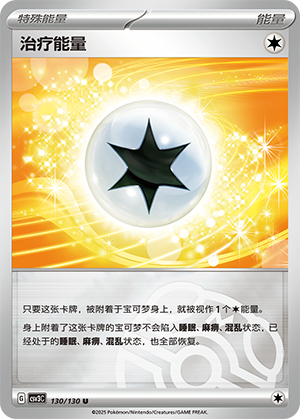 特殊能量 能量
治疗能量
只要这张卡牌，被附着于宝可梦身上，就被视作1个能量。
身上附着了这张卡牌的宝可梦不会陷入睡眠、麻痹、混乱状态，已
经处于的睡眠、麻痹、混乱，也全部恢复。
G CSV3C 130/130 U
©2025 Pokémon/Nintendo/Creatures/GAME FREAK.